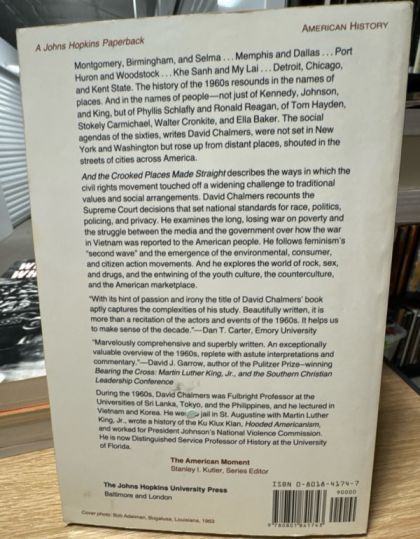 A Johns Hopkins Paperback
AMERICAN HISTORY
Montgomery, Birmingham, and Selma . . . Memphis and Dallas . . . Port
Huron and Woodstock . . . Khe Sanh and My Lai . . . Detroit, Chicago,
and Kent State. The history of the 1960s resounds in the names of
places. And in the names of people—not just of Kennedy, Johnson,
and King, but of Phyllis Schlafly and Ronald Reagan, of Tom Hayden,
Stokely Carmichael, Walter Cronkite, and Ella Baker. The social
agendas of the sixties, writes David Chalmers, were not set in New
York and Washington but rose up from distant places, shouted in the
streets of cities across America.
And the Crooked Places Made Straight describes the ways in which the
civil rights movement touched off a widening challenge to traditional
values and social arrangements. David Chalmers recounts the
Supreme Court decisions that set national standards for race, politics,
policing, and privacy. He examines the long, losing war on poverty and
the struggle between the media and the government over how the war
in Vietnam was reported to the American people. He follows feminism's
"second wave" and the emergence of the environmental, consumer,
and citizen action movements. And he explores the world of rock, sex,
and drugs, and the entwining of the youth culture, the counterculture,
and the American marketplace.
"With its hint of passion and irony the title of David Chalmers' book
aptly captures the complexities of his study. Beautifully written, it is
more than a recitation of the actors and events of the 1960s. It helps us
to make sense of the decade."—Dan T. Carter, Emory University
"Marvelously comprehensive and superbly written. An exceptionally
valuable overview of the 1960s, replete with astute interpretations and
commentary."—David J. Garrow, author of the Pulitzer Prize–winning
Bearing the Cross: Martin Luther King, Jr., and the Southern Christian
Leadership Conference
During the 1960s, David Chalmers was Fulbright Professor at the
Universities of Sri Lanka, Tokyo, and the Philippines, and he lectured in
Vietnam and Korea. He jail in St. Augustine with Martin Luther
King, Jr., wrote a history of the Ku Klux Klan, Hooded Americanism,
and worked for President Johnson's National Violence Commission.
He is now Distinguished Service Professor of History at the University
of Florida.
The American Moment
Stanley I. Kutler, Series Editor
The Johns Hopkins University Press
Baltimore and London
ISBN 0-8018-4174-7
90000
9 780801 841743
Cover photo: Bob Adelman, Bogalusa, Louisiana, 1963